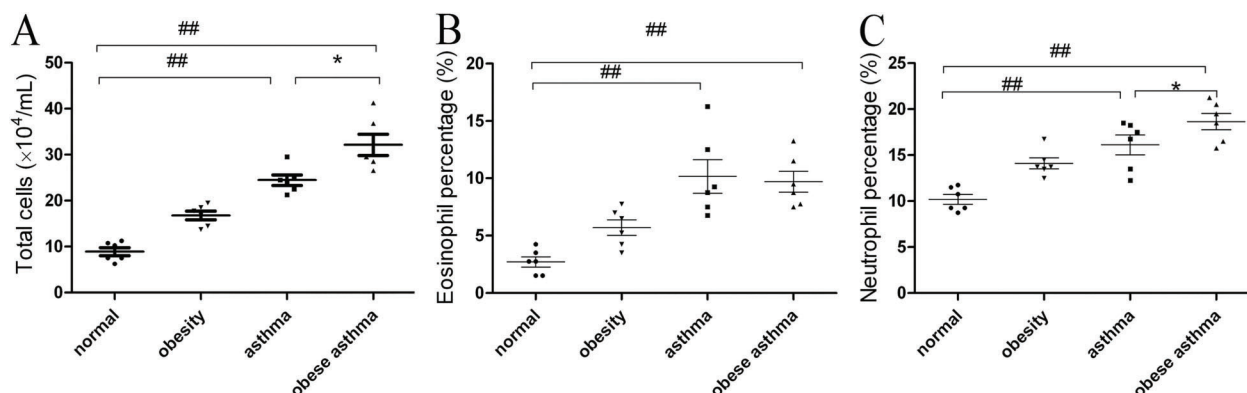 A
##
##
*
Total cells (×10⁴/mL)
50
40
30
20
10
0
normal
obesity
asthma
obese asthma
B
##
##
Eosinophil percentage (%)
20
15
10
5
0
normal
obesity
asthma
obese asthma
C
##
##
*
Neutrophil percentage (%)
25
20
15
10
5
0
normal
obesity
asthma
obese asthma